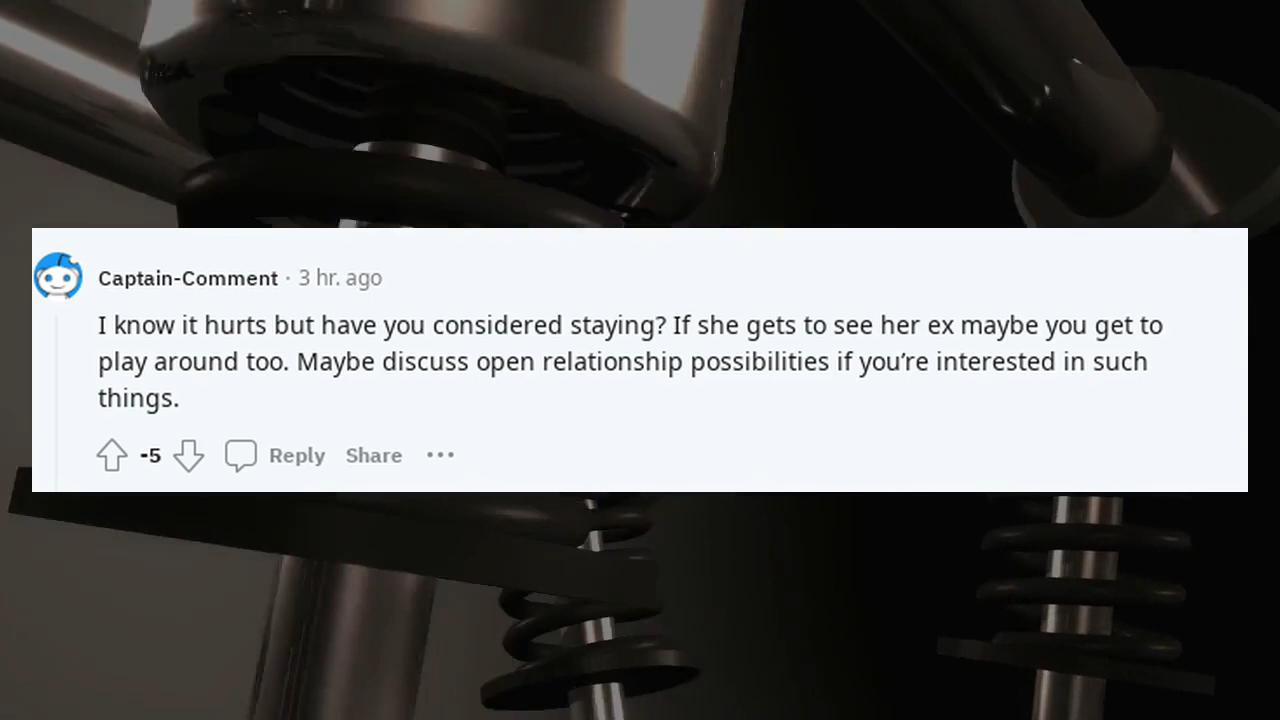 Captain-Comment · 3 hr. ago
I know it hurts but have you considered staying? If she gets to see her ex maybe you get to
play around too. Maybe discuss open relationship possibilities if you’re interested in such
things.
-5 Reply Share